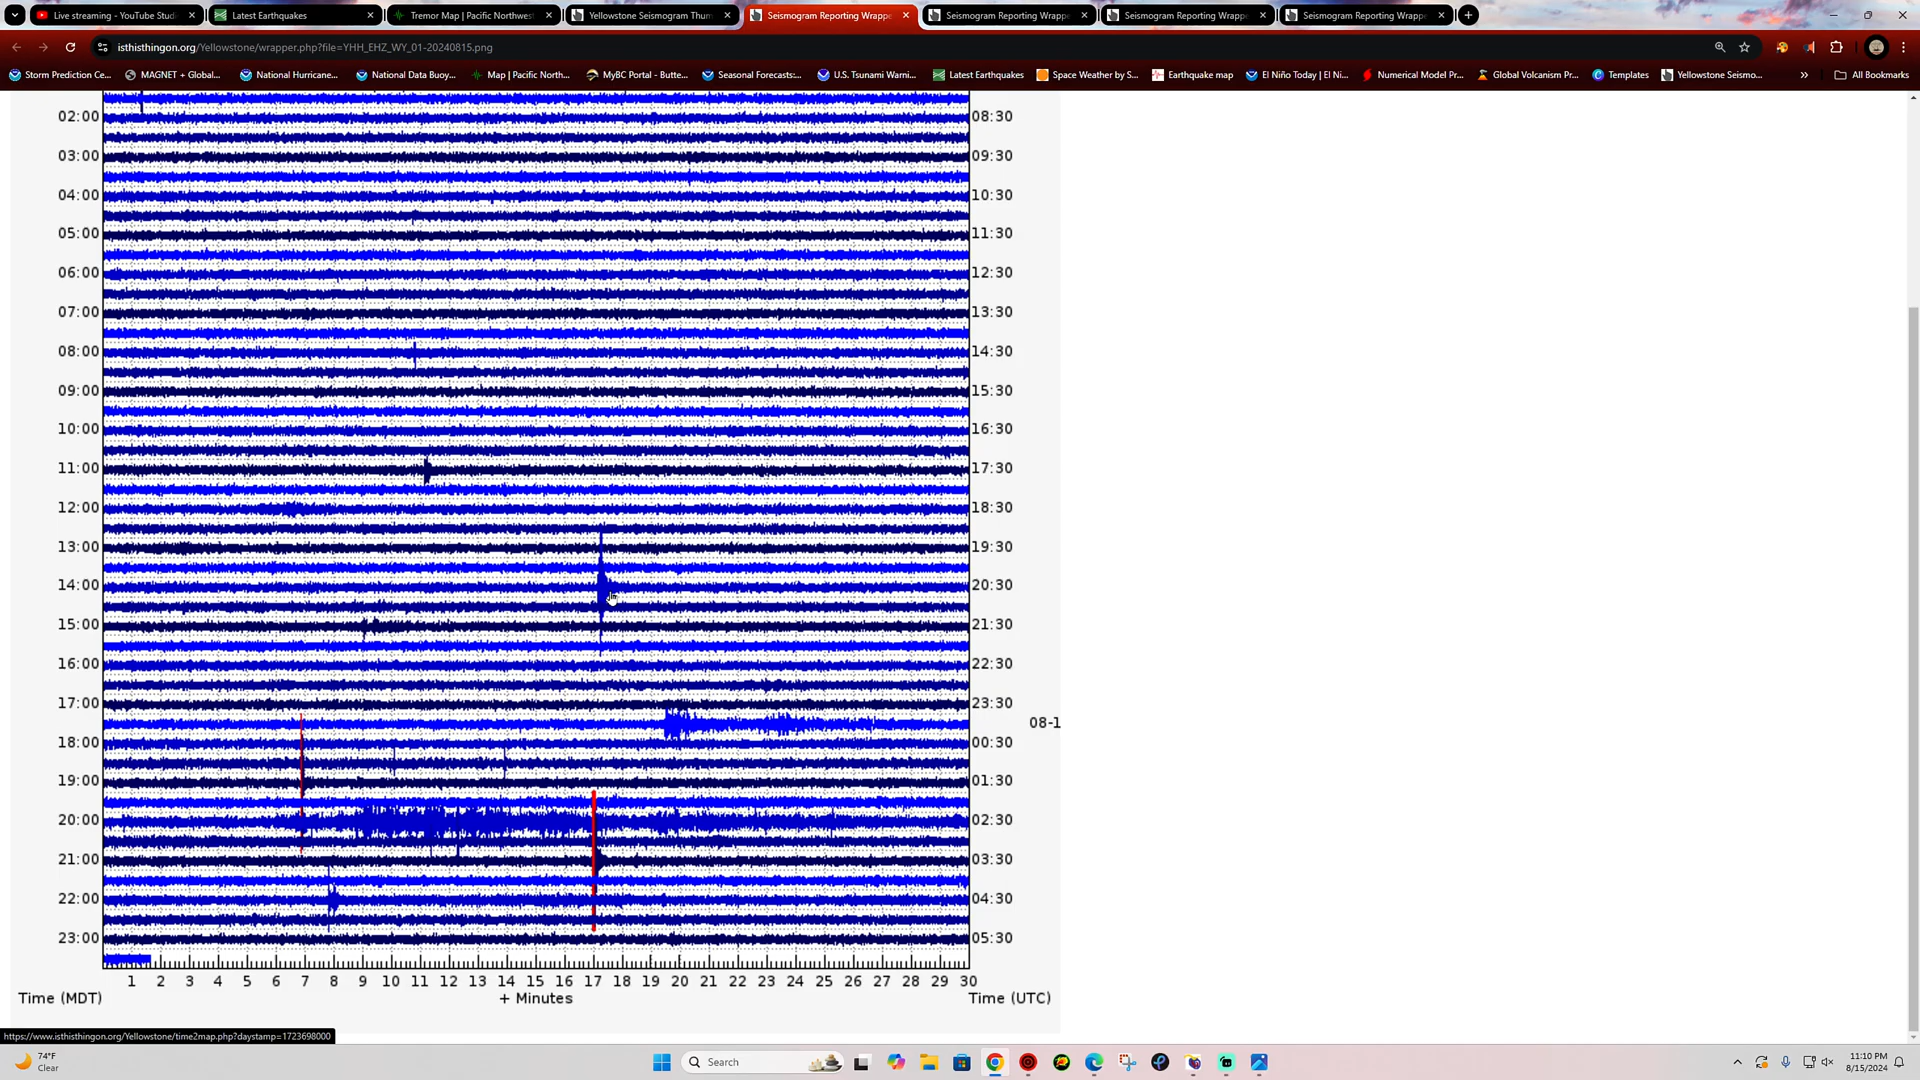 Live streaming - YouTube Studi
Latest Earthquakes
Tremor Map | Pacific Northwest
Yellowstone Seismogram Thum
Seismogram Reporting Wrappe
Seismogram Reporting Wrappe
Seismogram Reporting Wrappe
Seismogram Reporting Wrappe
isthisthingon.org/Yellowstone/wrapper.php?file=YHH_EHZ_WY_01-20240815.png
Storm Prediction Ce...
MAGNET + Global...
National Hurricane...
National Data Buoy...
Map | Pacific North...
MyBC Portal - Butte...
Seasonal Forecasts:...
U.S. Tsunami Warni...
Latest Earthquakes
Space Weather by S...
Earthquake map
El Niño Today | El Ni...
Numerical Model Pr...
Global Volcanism Pr...
Templates
Yellowstone Seismo...
All Bookmarks
02:00 08:30
03:00 09:30
04:00 10:30
05:00 11:30
06:00 12:30
07:00 13:30
08:00 14:30
09:00 15:30
10:00 16:30
11:00 17:30
12:00 18:30
13:00 19:30
14:00 20:30
15:00 21:30
16:00 22:30
17:00 23:30
08-1
18:00 00:30
19:00 01:30
20:00 02:30
21:00 03:30
22:00 04:30
23:00 05:30
1 2 3 4 5 6 7 8 9 10 11 12 13 14 15 16 17 18 19 20 21 22 23 24 25 26 27 28 29 30
Time (MDT) + Minutes Time (UTC)
https://www.isthisthingon.org/Yellowstone/time2map.php?daystamp=1723698000
74°F
Clear
Search
11:10 PM
8/15/2024